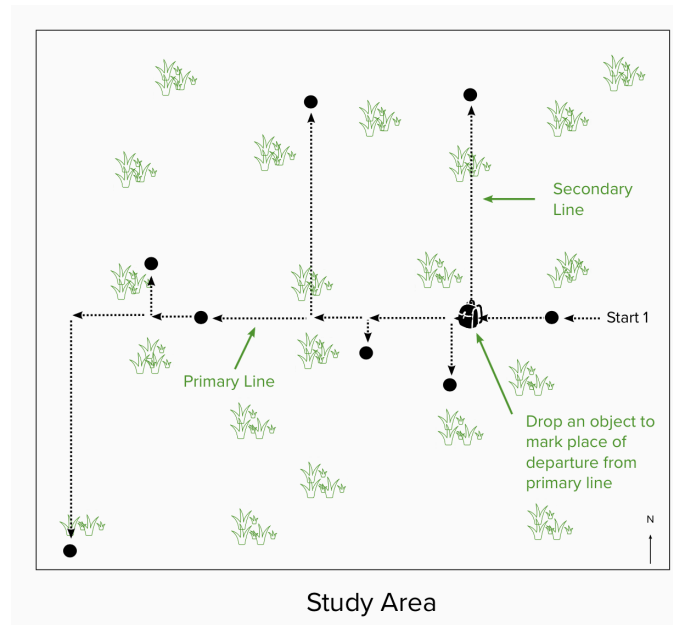 Secondary
Line
Start 1
Primary Line
Drop an object to
mark place of
departure from
primary line
N
Study Area